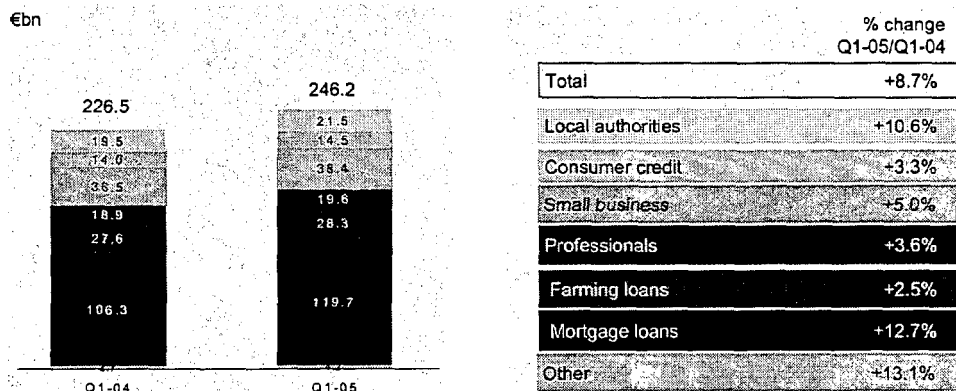 €bn
226.5
19.5
14.0
36.5
18.9
27.6
106.3
Q1-04
246.2
21.5
14.5
38.4
19.6
28.3
119.7
Q1-05
% change
Q1-05/Q1-04
Total +8.7%
Local authorities +10.6%
Consumer credit +3.3%
Small business +5.0%
Professionals +3.6%
Farming loans +2.5%
Mortgage loans +12.7%
Other +13.1%